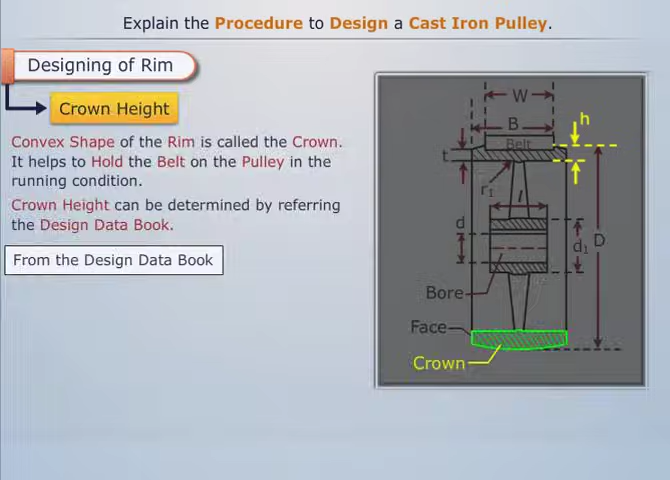 Explain the Procedure to Design a Cast Iron Pulley.
Designing of Rim
Crown Height
Convex Shape of the Rim is called the Crown.
It helps to Hold the Belt on the Pulley in the
running condition.
Crown Height can be determined by referring
the Design Data Book.
From the Design Data Book
W
h
B
Belt
t
r1
l
d
d1
D
Bore
Face
Crown